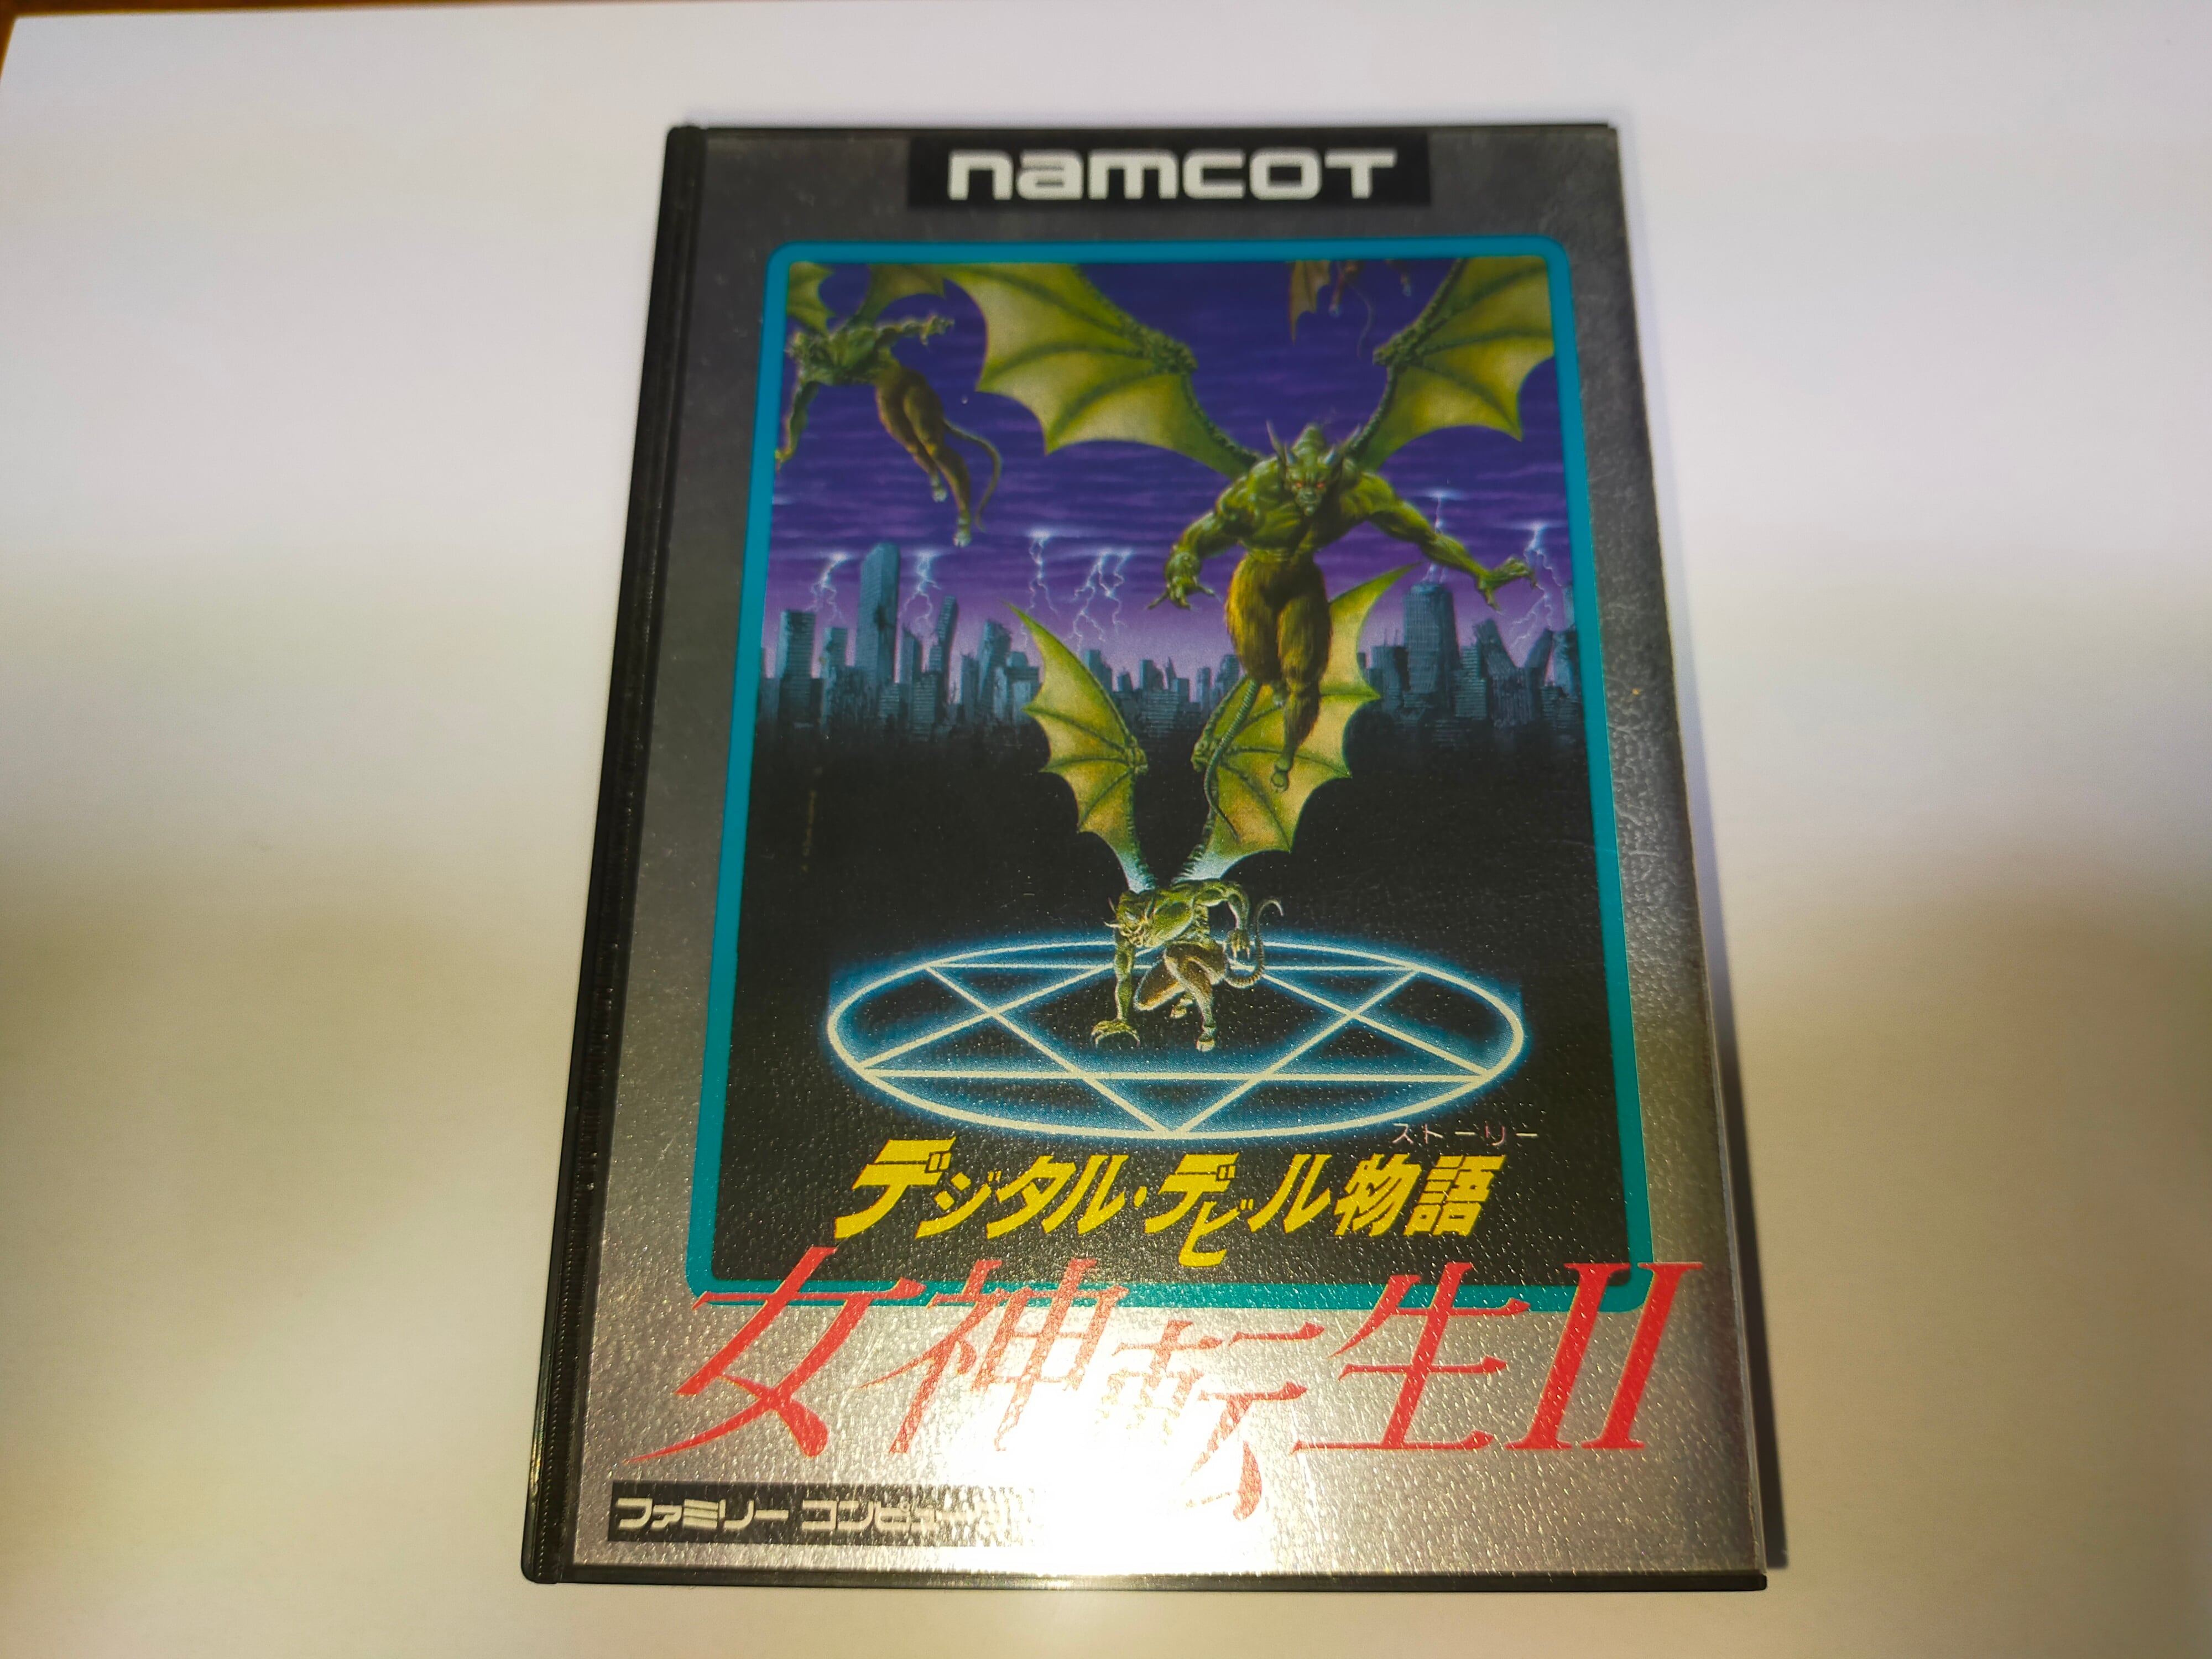 namcot
ストーリー
デジタル・デビル物語
女神転生II
ファミリー コンピュータ